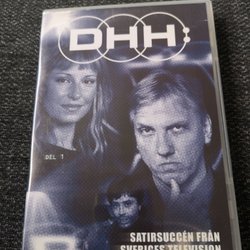 DHH:
DEL 1
SATIRSUCCÉN FRÅN
SVERIGES TELEVISION